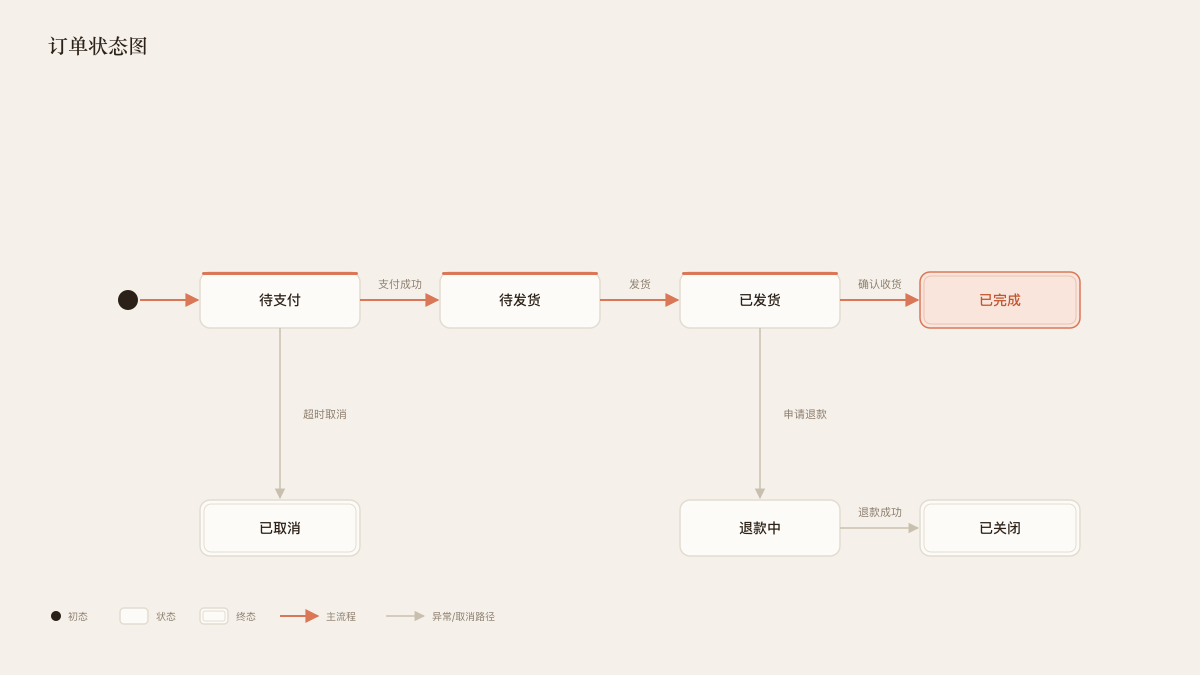 订单状态图
支付成功
发货
确认收货
待支付
待发货
已发货
已完成
超时取消
申请退款
退款成功
已取消
退款中
已关闭
初态
状态
终态
主流程
异常/取消路径